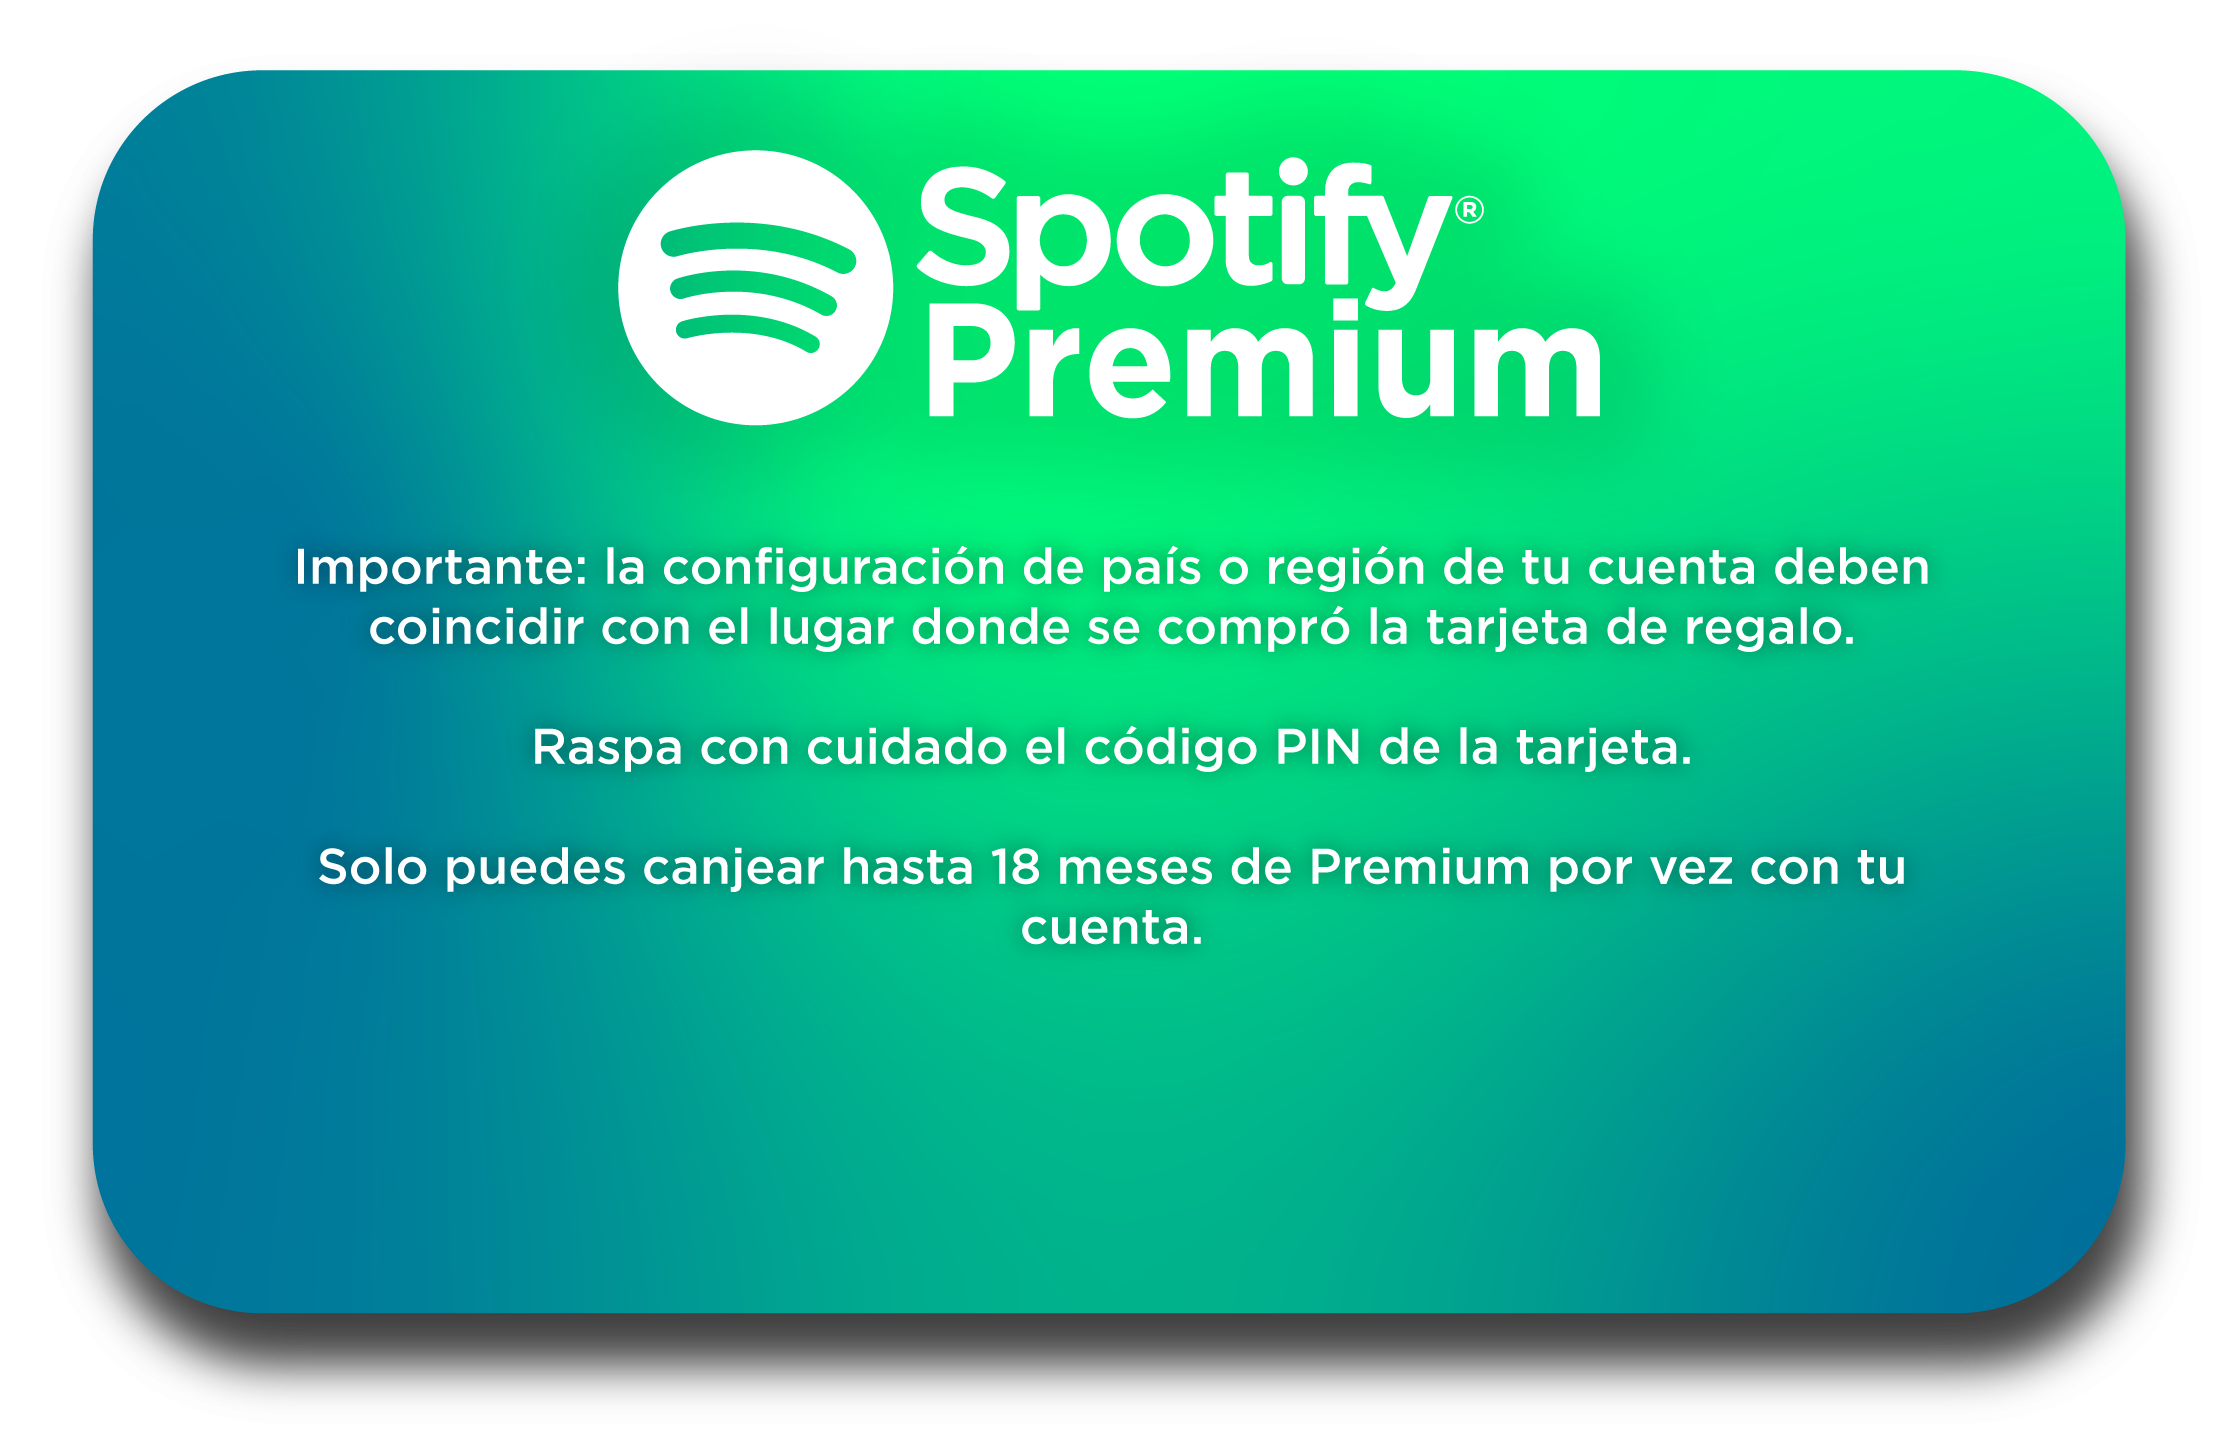 Spotify®
Premium
Importante: la configuración de país o región de tu cuenta deben
coincidir con el lugar donde se compró la tarjeta de regalo.
Raspa con cuidado el código PIN de la tarjeta.
Solo puedes canjear hasta 18 meses de Premium por vez con tu
cuenta.